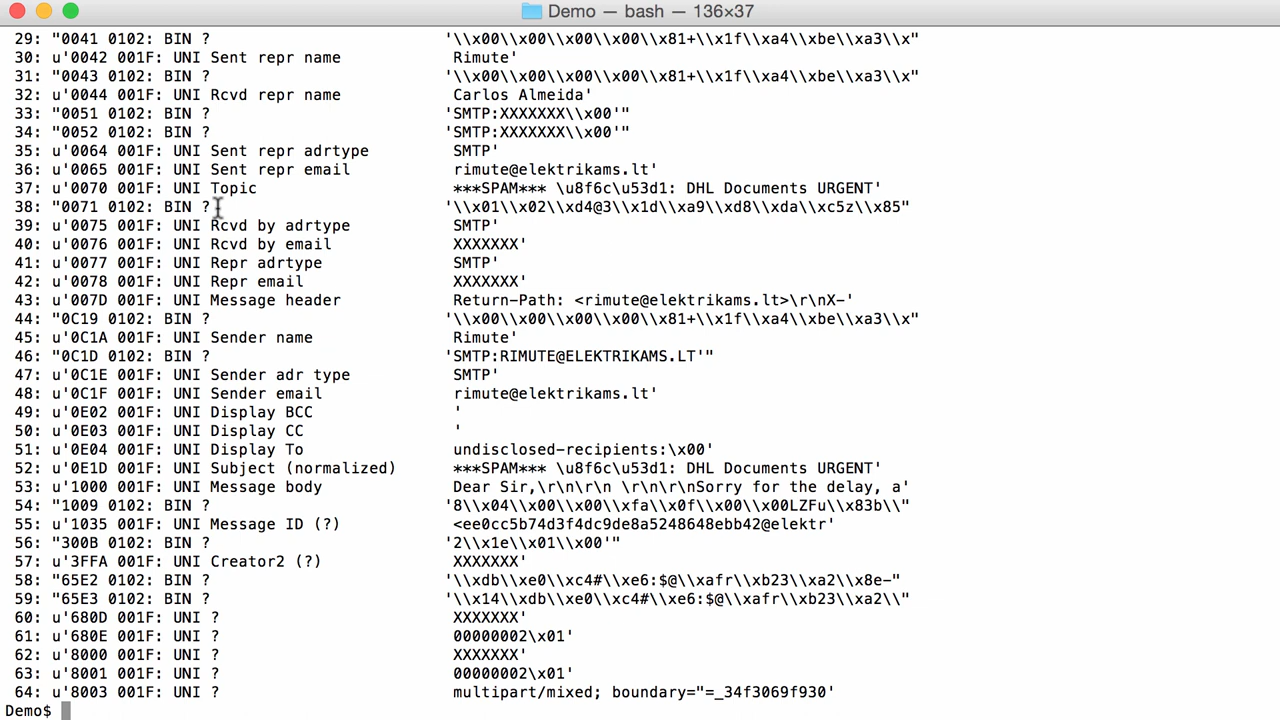 Demo — bash — 136×37
29: "0041 0102: BIN ? '\\x00\\x00\\x00\\x00\\x81+\\x1f\\xa4\\xbe\\xa3\\x"
30: u'0042 001F: UNI Sent repr name Rimute'
31: "0043 0102: BIN ? '\\x00\\x00\\x00\\x00\\x81+\\x1f\\xa4\\xbe\\xa3\\x"
32: u'0044 001F: UNI Rcvd repr name Carlos Almeida'
33: "0051 0102: BIN ? 'SMTP:XXXXXXX\\x00'"
34: "0052 0102: BIN ? 'SMTP:XXXXXXX\\x00'"
35: u'0064 001F: UNI Sent repr adrtype SMTP'
36: u'0065 001F: UNI Sent repr email rimute@elektrikams.lt'
37: u'0070 001F: UNI Topic ***SPAM*** \u8f6c\u53d1: DHL Documents URGENT'
38: "0071 0102: BIN ? '\\x01\\x02\\xd4@3\\x1d\\xa9\\xd8\\xda\\xc5z\\x85"
39: u'0075 001F: UNI Rcvd by adrtype SMTP'
40: u'0076 001F: UNI Rcvd by email XXXXXXX'
41: u'0077 001F: UNI Repr adrtype SMTP'
42: u'0078 001F: UNI Repr email XXXXXXX'
43: u'007D 001F: UNI Message header Return-Path: <rimute@elektrikams.lt>\r\nX-'
44: "0C19 0102: BIN ? '\\x00\\x00\\x00\\x00\\x81+\\x1f\\xa4\\xbe\\xa3\\x"
45: u'0C1A 001F: UNI Sender name Rimute'
46: "0C1D 0102: BIN ? 'SMTP:RIMUTE@ELEKTRIKAMS.LT'"
47: u'0C1E 001F: UNI Sender adr type SMTP'
48: u'0C1F 001F: UNI Sender email rimute@elektrikams.lt'
49: u'0E02 001F: UNI Display BCC '
50: u'0E03 001F: UNI Display CC '
51: u'0E04 001F: UNI Display To undisclosed-recipients:\x00'
52: u'0E1D 001F: UNI Subject (normalized) ***SPAM*** \u8f6c\u53d1: DHL Documents URGENT'
53: u'1000 001F: UNI Message body Dear Sir,\r\n\r\n \r\n\r\nSorry for the delay, a'
54: "1009 0102: BIN ? '8\\x04\\x00\\x00\\xfa\\x0f\\x00\\x00LZFu\\x83b\\"
55: u'1035 001F: UNI Message ID (?) <ee0cc5b74d3f4dc9de8a5248648ebb42@elektr'
56: "300B 0102: BIN ? '2\\x1e\\x01\\x00'"
57: u'3FFA 001F: UNI Creator2 (?) XXXXXXX'
58: "65E2 0102: BIN ? '\\xdb\\xe0\\xc4#\\xe6:$@\\xafr\\xb23\\xa2\\x8e-"
59: "65E3 0102: BIN ? '\\x14\\xdb\\xe0\\xc4#\\xe6:$@\\xafr\\xb23\\xa2\\"
60: u'680D 001F: UNI ? XXXXXXX'
61: u'680E 001F: UNI ? 00000002\x01'
62: u'8000 001F: UNI ? XXXXXXX'
63: u'8001 001F: UNI ? 00000002\x01'
64: u'8003 001F: UNI ? multipart/mixed; boundary="=_34f3069f930'
Demo$